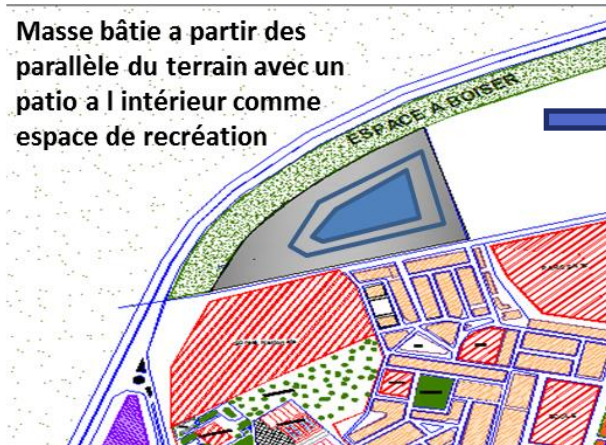 Masse bâtie a partir des
parallèle du terrain avec un
patio a l intérieur comme
espace de recréation
ESPACE A BOISER